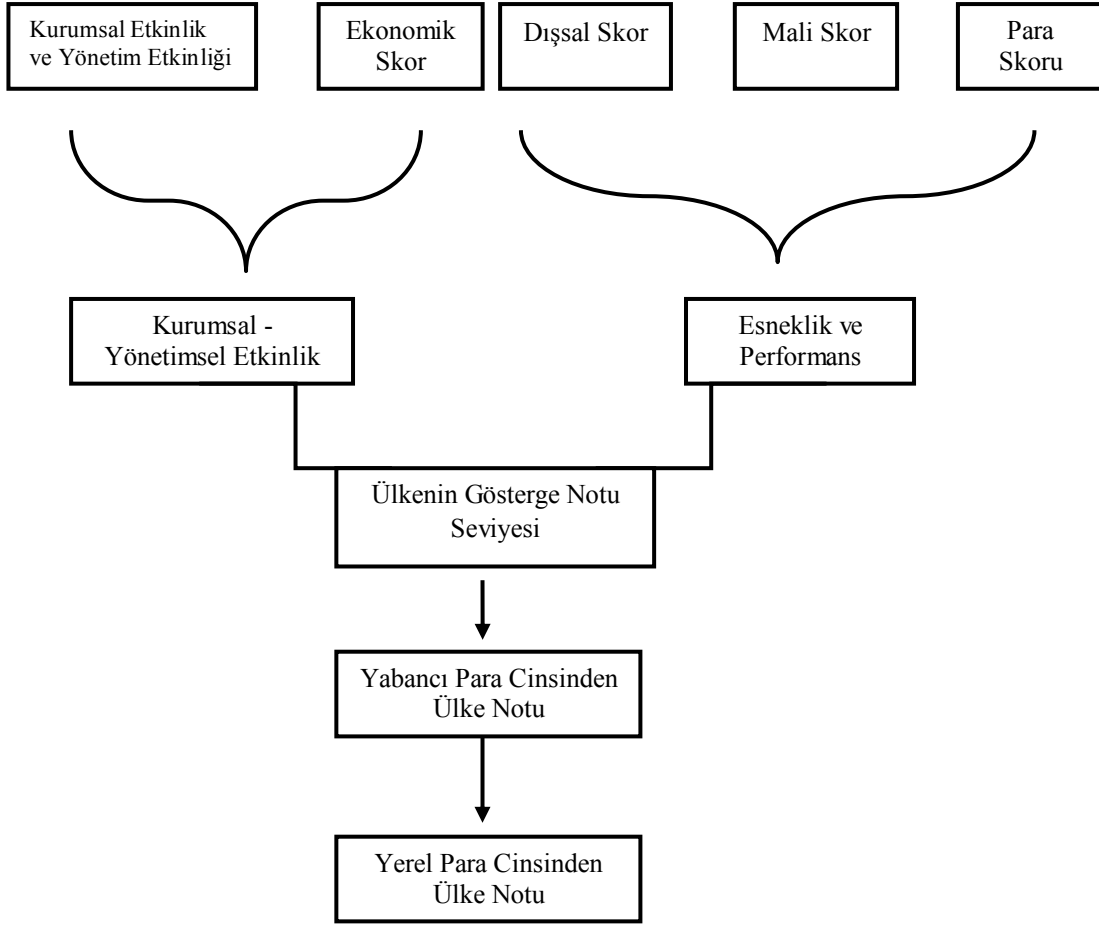 Kurumsal Etkinlik
ve Yönetim Etkinliği
Ekonomik
Skor
Dışsal Skor
Mali Skor
Para
Skoru
Kurumsal -
Yönetimsel Etkinlik
Esneklik ve
Performans
Ülkenin Gösterge Notu
Seviyesi
Yabancı Para Cinsinden
Ülke Notu
Yerel Para Cinsinden
Ülke Notu